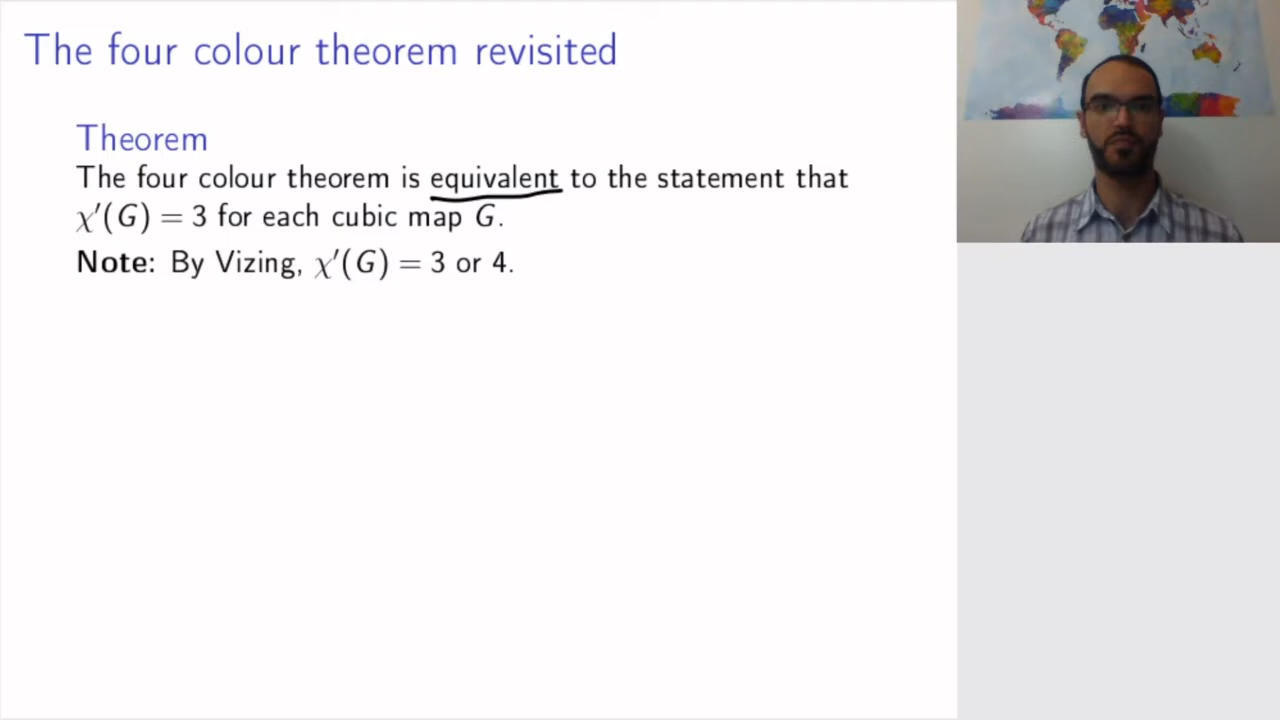 The four colour theorem revisited
Theorem
The four colour theorem is equivalent to the statement that
χ′(G) = 3 for each cubic map G.
Note: By Vizing, χ′(G) = 3 or 4.